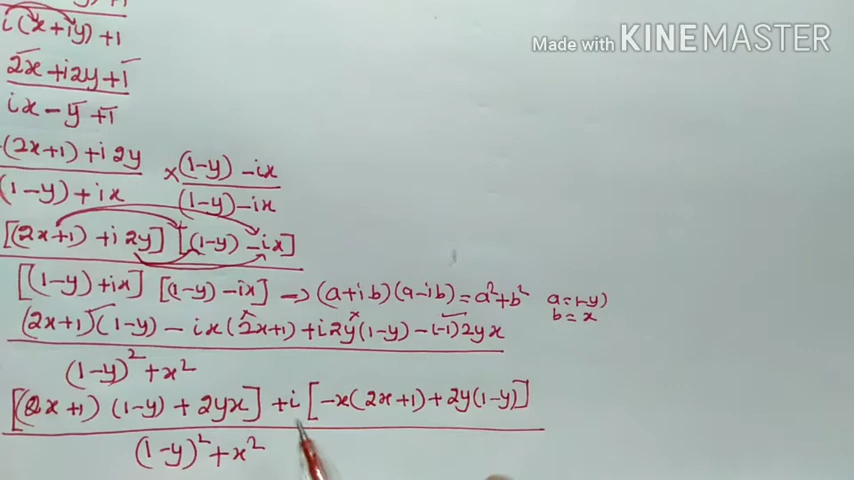 i(x+iy)+1
Made with KINEMASTER
2x+i2y+1
ix-y+1
(2x+1)+i2y × (1-y)-ix
(1-y)+ix (1-y)-ix
[(2x+1)+i2y] [(1-y)-ix]
[(1-y)+ix] [(1-y)-ix] → (a+ib)(a-ib)=a²+b² a=1-y)
b=x
(2x+1)(1-y)-ix(2x+1)+i2y(1-y)-(-1)2yx
(1-y)²+x²
[(2x+1)(1-y)+2yx]+i[-x(2x+1)+2y(1-y)]
(1-y)²+x²